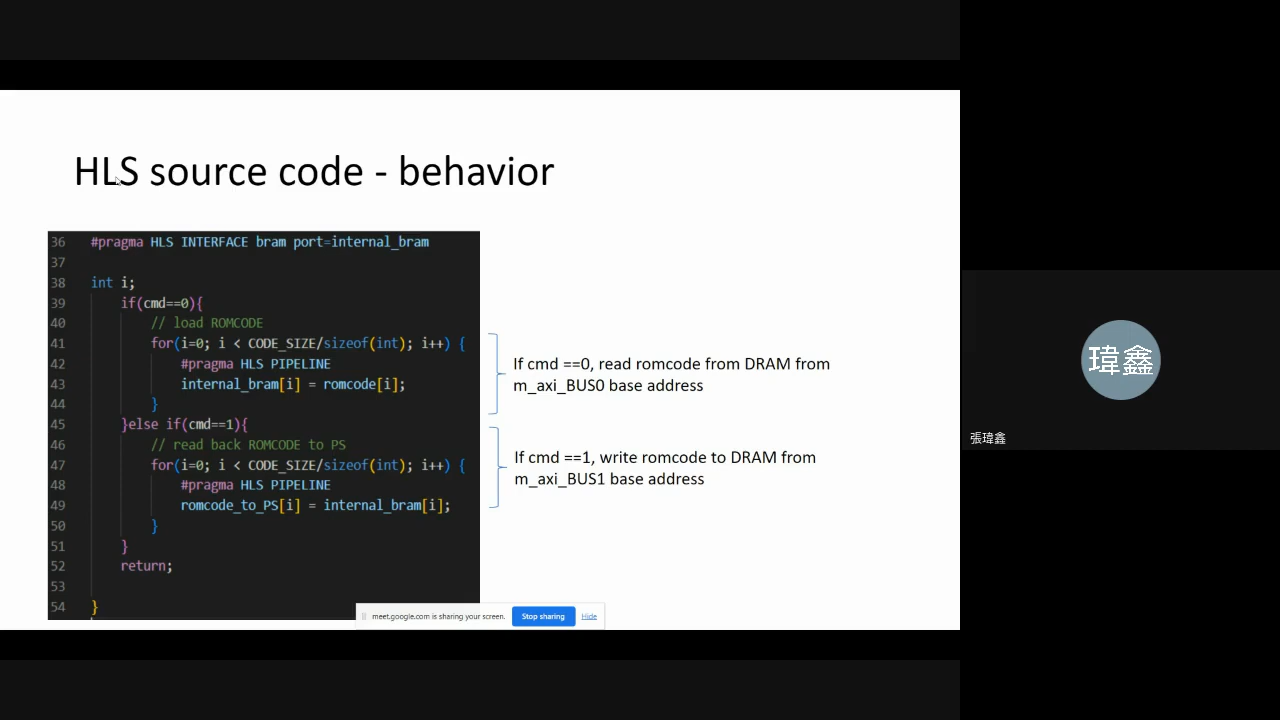 HLS source code - behavior
36 #pragma HLS INTERFACE bram port=internal_bram
37
38 int i;
39 if(cmd==0){
40 // load ROMCODE
41 for(i=0; i < CODE_SIZE/sizeof(int); i++) {
42 #pragma HLS PIPELINE
43 internal_bram[i] = romcode[i];
44 }
45 }else if(cmd==1){
46 // read back ROMCODE to PS
47 for(i=0; i < CODE_SIZE/sizeof(int); i++) {
48 #pragma HLS PIPELINE
49 romcode_to_PS[i] = internal_bram[i];
50 }
51 }
52 return;
53
54 }
If cmd ==0, read romcode from DRAM from
m_axi_BUS0 base address
If cmd ==1, write romcode to DRAM from
m_axi_BUS1 base address
meet.google.com is sharing your screen. Stop sharing Hide
瑋鑫
張瑋鑫